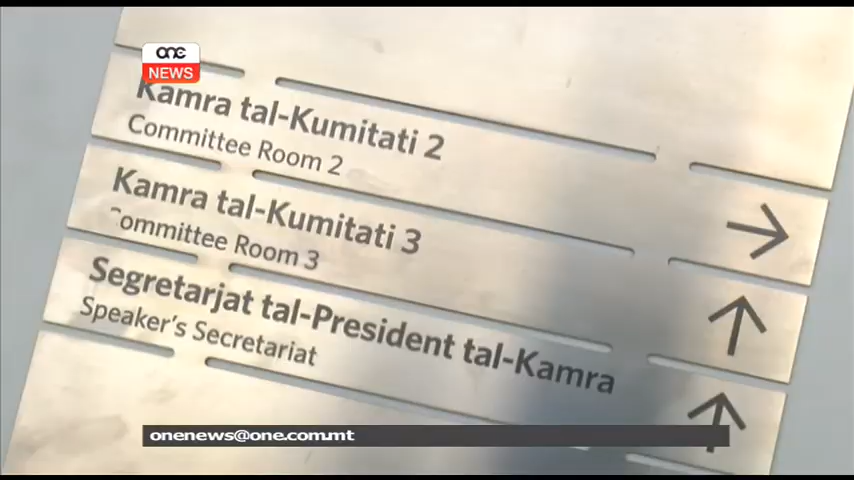 one
NEWS
Kamra tal-Kumitati 2
Committee Room 2
Kamra tal-Kumitati 3
Committee Room 3
Segretarjat tal-President tal-Kamra
Speaker's Secretariat
onenews@one.com.mt